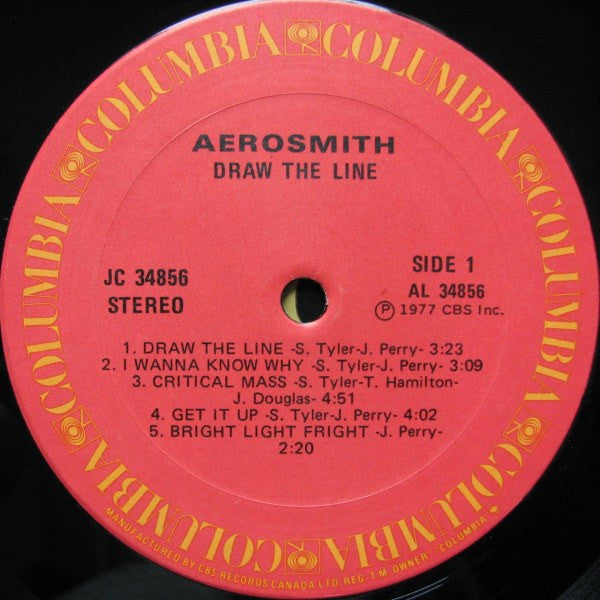 COLUMBIA COLUMBIA COLUMBIA COLUMBIA COLUMBIA COLUMBIA COLUMBIA
AEROSMITH
DRAW THE LINE
JC 34856
STEREO
SIDE 1
AL 34856
Ⓟ 1977 CBS Inc.
1. DRAW THE LINE -S. Tyler-J. Perry- 3:23
2. I WANNA KNOW WHY -S. Tyler-J. Perry- 3:09
3. CRITICAL MASS -S. Tyler-T. Hamilton-
J. Douglas- 4:51
4. GET IT UP -S. Tyler-J. Perry- 4:02
5. BRIGHT LIGHT FRIGHT -J. Perry-
2:20
MANUFACTURED BY CBS RECORDS CANADA LTD. REG. T.M. OWNER "COLUMBIA"